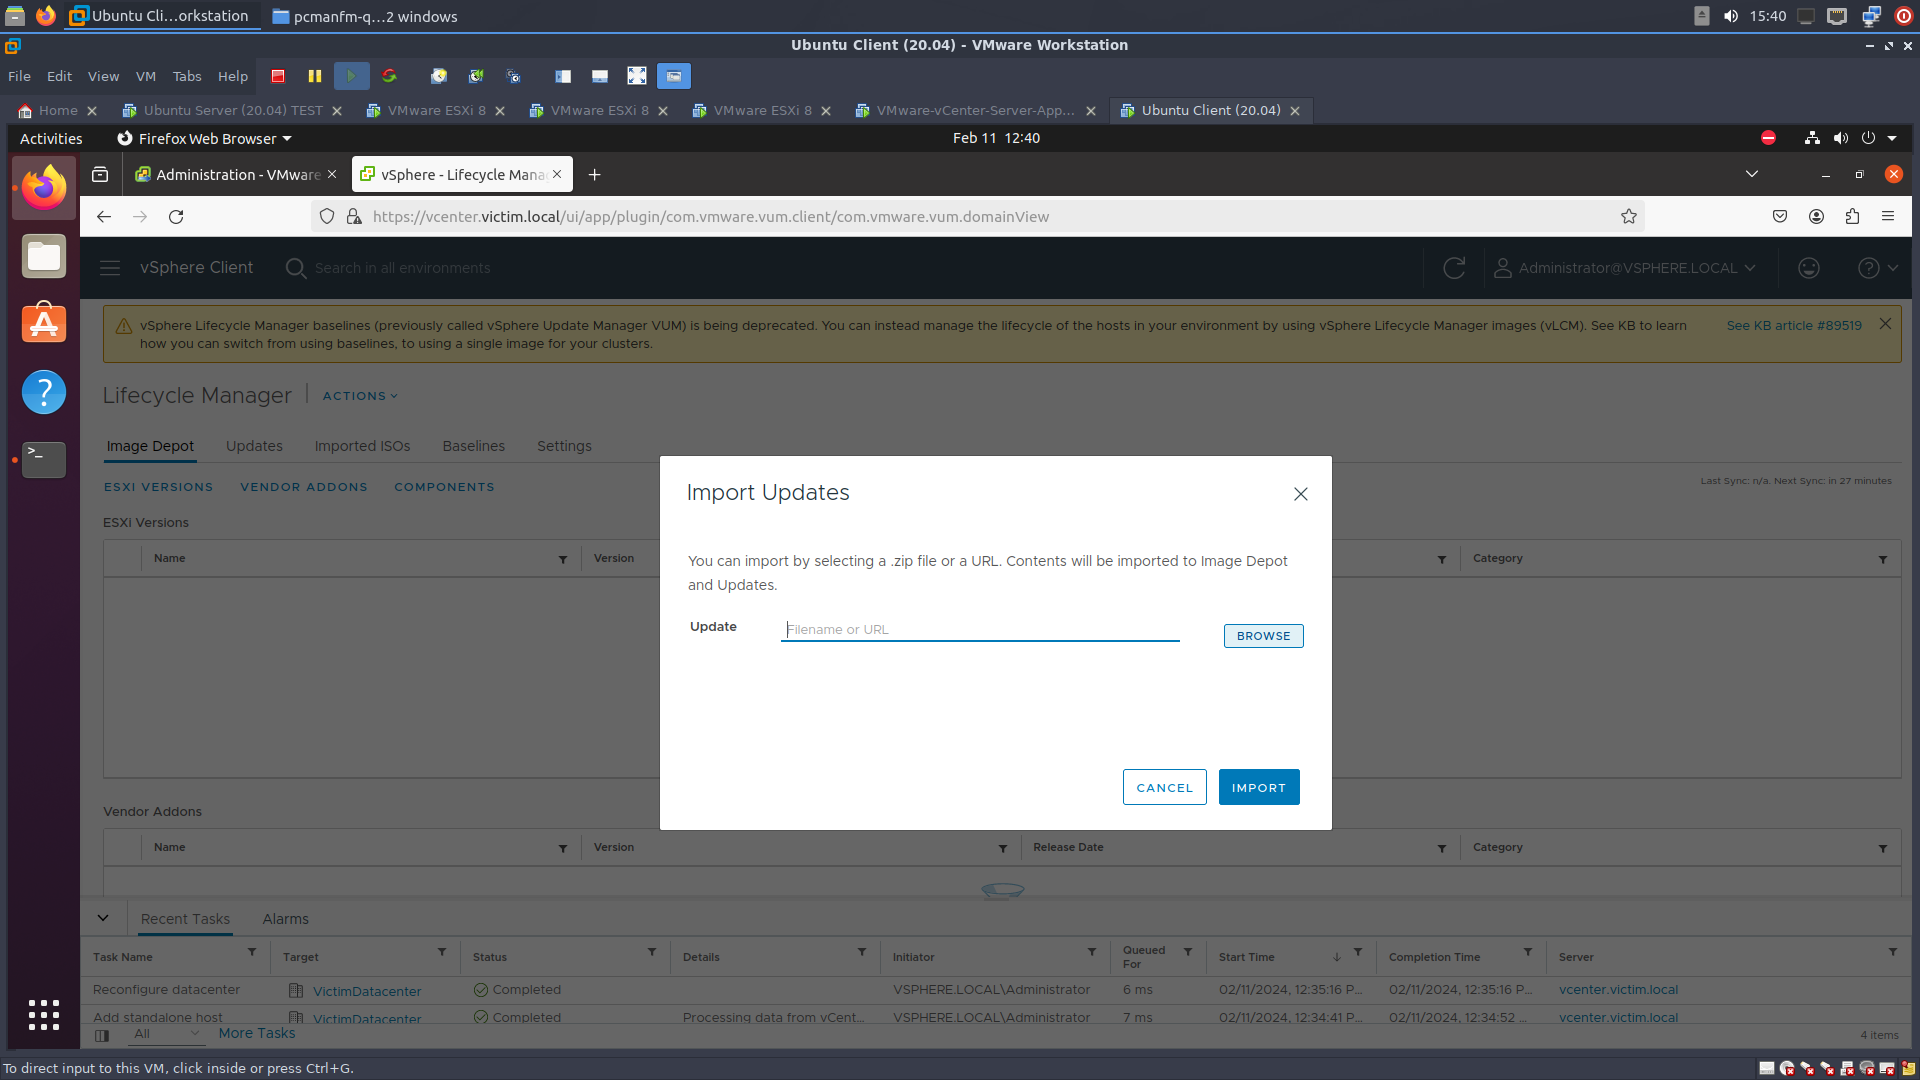 Ubuntu Cli...orkstation
pcmanfm-q...2 windows
15:40
Ubuntu Client (20.04) - VMware Workstation
File Edit View VM Tabs Help
Home
Ubuntu Server (20.04) TEST
VMware ESXi 8
VMware ESXi 8
VMware ESXi 8
VMware-vCenter-Server-App...
Ubuntu Client (20.04)
Activities
Firefox Web Browser
Feb 11 12:40
Administration - VMware
vSphere - Lifecycle Mana
https://vcenter.victim.local/ui/app/plugin/com.vmware.vum.client/com.vmware.vum.domainView
vSphere Client
Search in all environments
Administrator@VSPHERE.LOCAL
vSphere Lifecycle Manager baselines (previously called vSphere Update Manager VUM) is being deprecated. You can instead manage the lifecycle of the hosts in your environment by using vSphere Lifecycle Manager images (vLCM). See KB to learn
how you can switch from using baselines, to using a single image for your clusters.
See KB article #89519
Lifecycle Manager
ACTIONS
Image Depot Updates Imported ISOs Baselines Settings
ESXI VERSIONS VENDOR ADDONS COMPONENTS
Last Sync: n/a. Next Sync: in 27 minutes
ESXi Versions
Name Version Category
Import Updates
You can import by selecting a .zip file or a URL. Contents will be imported to Image Depot
and Updates.
Update
Filename or URL
BROWSE
CANCEL
IMPORT
Vendor Addons
Name Version Release Date Category
Recent Tasks Alarms
Task Name Target Status Details Initiator Queued For Start Time Completion Time Server
Reconfigure datacenter VictimDatacenter Completed VSPHERE.LOCAL\Administrator 6 ms 02/11/2024, 12:35:16 P... 02/11/2024, 12:35:16 P... vcenter.victim.local
Add standalone host VictimDatacenter Completed Processing data from vCent... VSPHERE.LOCAL\Administrator 7 ms 02/11/2024, 12:34:41 P... 02/11/2024, 12:34:52 ... vcenter.victim.local
All More Tasks
4 items
To direct input to this VM, click inside or press Ctrl+G.